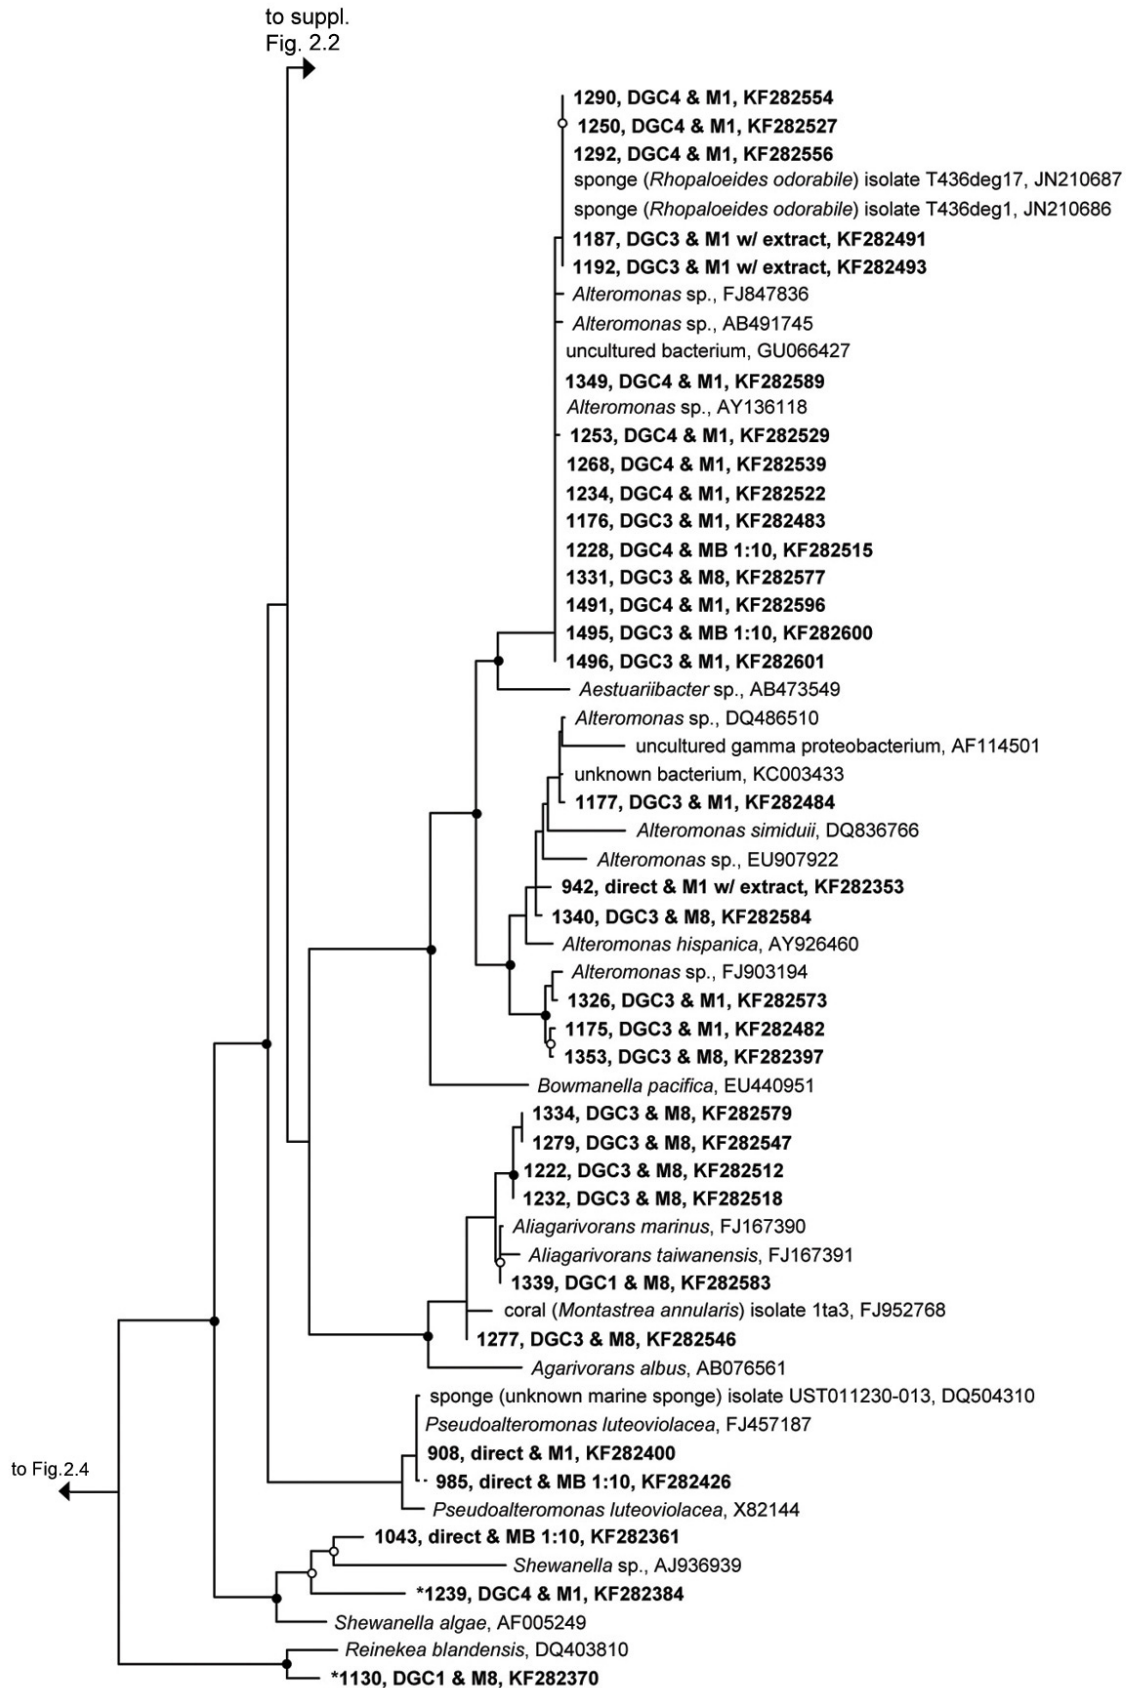 to suppl.
Fig. 2.2
1290, DGC4 & M1, KF282554
1250, DGC4 & M1, KF282527
1292, DGC4 & M1, KF282556
sponge (Rhopaloeides odorabile) isolate T436deg17, JN210687
sponge (Rhopaloeides odorabile) isolate T436deg1, JN210686
1187, DGC3 & M1 w/ extract, KF282491
1192, DGC3 & M1 w/ extract, KF282493
Alteromonas sp., FJ847836
Alteromonas sp., AB491745
uncultured bacterium, GU066427
1349, DGC4 & M1, KF282589
Alteromonas sp., AY136118
1253, DGC4 & M1, KF282529
1268, DGC4 & M1, KF282539
1234, DGC4 & M1, KF282522
1176, DGC3 & M1, KF282483
1228, DGC4 & MB 1:10, KF282515
1331, DGC3 & M8, KF282577
1491, DGC4 & M1, KF282596
1495, DGC3 & MB 1:10, KF282600
1496, DGC3 & M1, KF282601
Aestuariibacter sp., AB473549
Alteromonas sp., DQ486510
uncultured gamma proteobacterium, AF114501
unknown bacterium, KC003433
1177, DGC3 & M1, KF282484
Alteromonas simiduii, DQ836766
Alteromonas sp., EU907922
942, direct & M1 w/ extract, KF282353
1340, DGC3 & M8, KF282584
Alteromonas hispanica, AY926460
Alteromonas sp., FJ903194
1326, DGC3 & M1, KF282573
1175, DGC3 & M1, KF282482
1353, DGC3 & M8, KF282397
Bowmanella pacifica, EU440951
1334, DGC3 & M8, KF282579
1279, DGC3 & M8, KF282547
1222, DGC3 & M8, KF282512
1232, DGC3 & M8, KF282518
Aliagarivorans marinus, FJ167390
Aliagarivorans taiwanensis, FJ167391
1339, DGC1 & M8, KF282583
coral (Montastrea annularis) isolate 1ta3, FJ952768
1277, DGC3 & M8, KF282546
Agarivorans albus, AB076561
sponge (unknown marine sponge) isolate UST011230-013, DQ504310
Pseudoalteromonas luteoviolacea, FJ457187
908, direct & M1, KF282400
to Fig.2.4
985, direct & MB 1:10, KF282426
Pseudoalteromonas luteoviolacea, X82144
1043, direct & MB 1:10, KF282361
Shewanella sp., AJ936939
*1239, DGC4 & M1, KF282384
Shewanella algae, AF005249
Reinekea blandensis, DQ403810
*1130, DGC1 & M8, KF282370